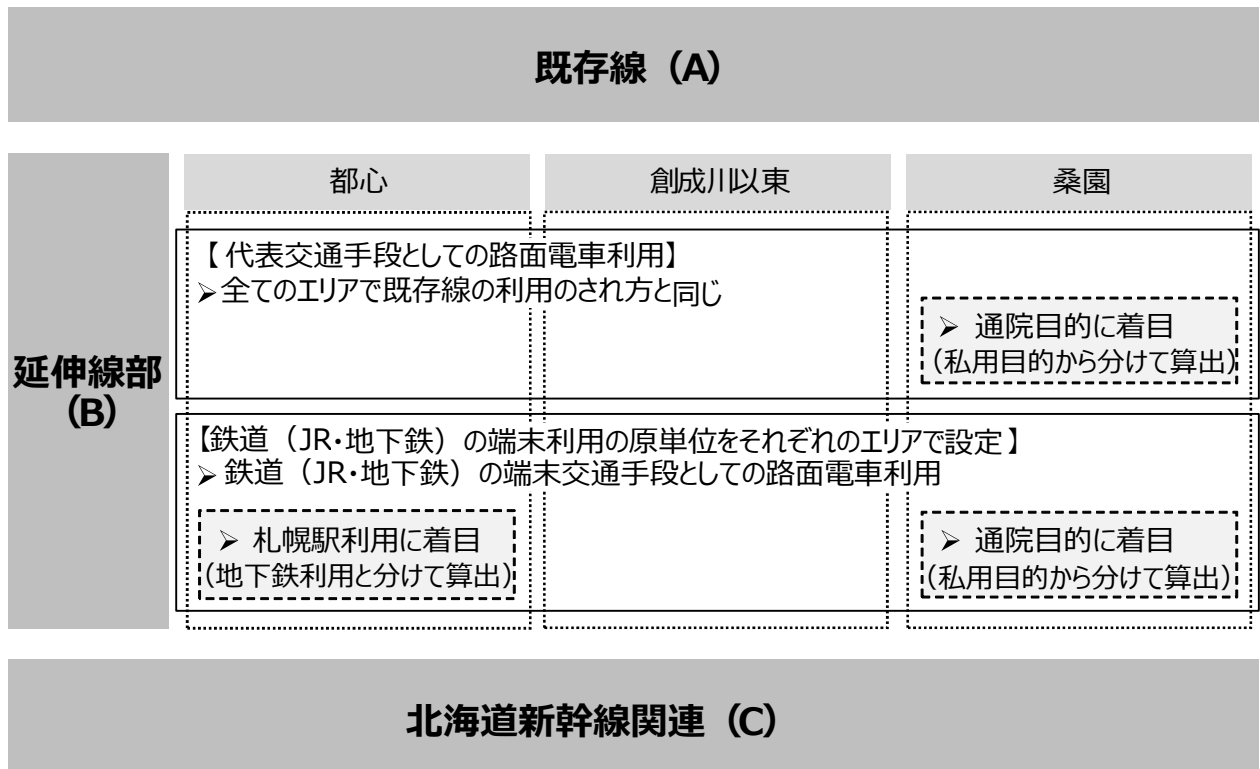 既存線（A）
都心
創成川以東
桑園
延伸線部
（B）
【代表交通手段としての路面電車利用】
➢全てのエリアで既存線の利用のされ方と同じ
➢ 通院目的に着目
（私用目的から分けて算出）
【鉄道（JR・地下鉄）の端末利用の原単位をそれぞれのエリアで設定】
➢鉄道（JR・地下鉄）の端末交通手段としての路面電車利用
➢ 札幌駅利用に着目
（地下鉄利用と分けて算出）
➢ 通院目的に着目
（私用目的から分けて算出）
北海道新幹線関連（C）